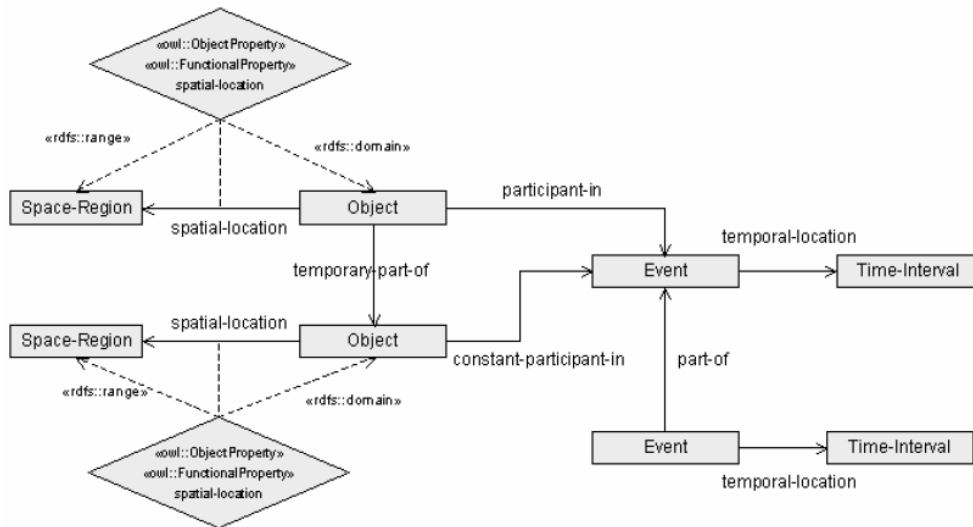 «owl::ObjectProperty»
«owl::FunctionalProperty»
spatial-location
«rdfs::range»
«rdfs::domain»
participant-in
Space-Region
Object
spatial-location
temporal-location
temporary-part-of
Event
Time-Interval
spatial-location
Space-Region
Object
constant-participant-in
part-of
«rdfs::range»
«rdfs::domain»
Event
Time-Interval
«owl::ObjectProperty»
«owl::FunctionalProperty»
spatial-location
temporal-location